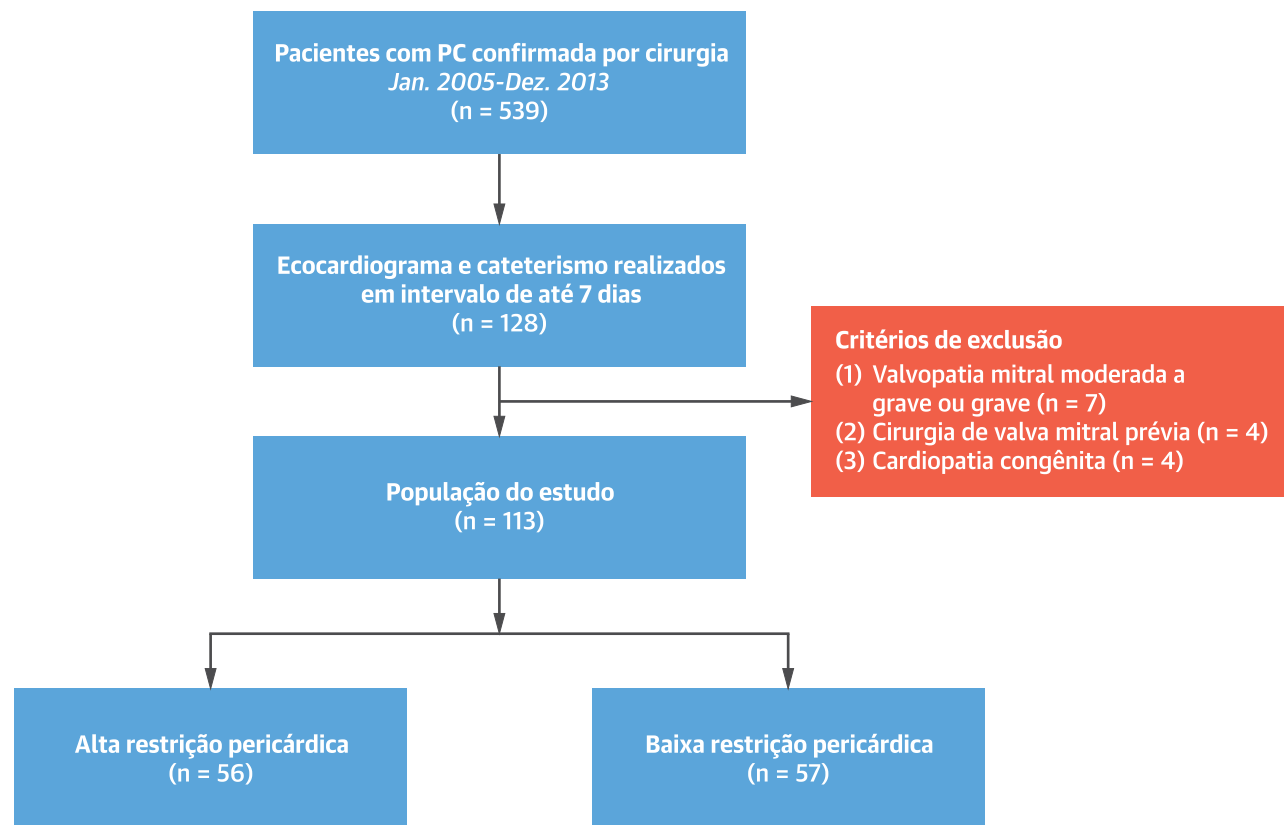 Pacientes com PC confirmada por cirurgia
Jan. 2005-Dez. 2013
(n = 539)
Ecocardiograma e cateterismo realizados
em intervalo de até 7 dias
(n = 128)
Critérios de exclusão
(1) Valvopatia mitral moderada a
grave ou grave (n = 7)
(2) Cirurgia de valva mitral prévia (n = 4)
(3) Cardiopatia congênita (n = 4)
População do estudo
(n = 113)
Alta restrição pericárdica
(n = 56)
Baixa restrição pericárdica
(n = 57)